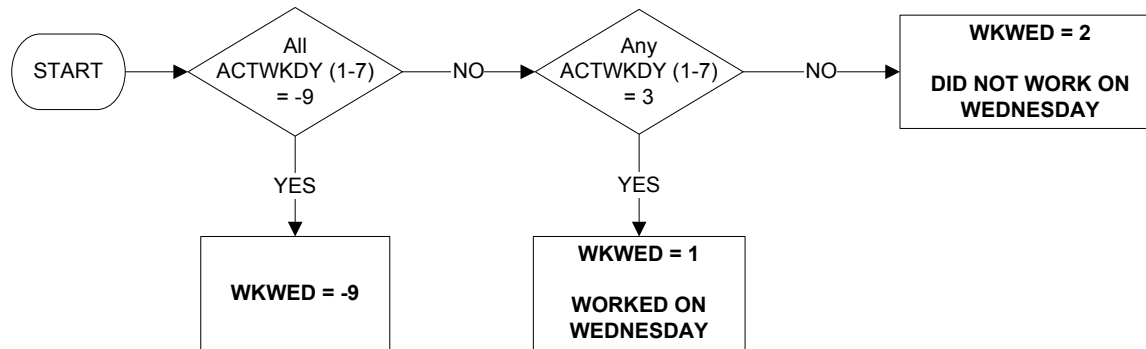 START
All
ACTWKDY (1-7)
= -9
NO
Any
ACTWKDY (1-7)
= 3
NO
WKWED = 2
DID NOT WORK ON
WEDNESDAY
YES
YES
WKWED = -9
WKWED = 1
WORKED ON
WEDNESDAY